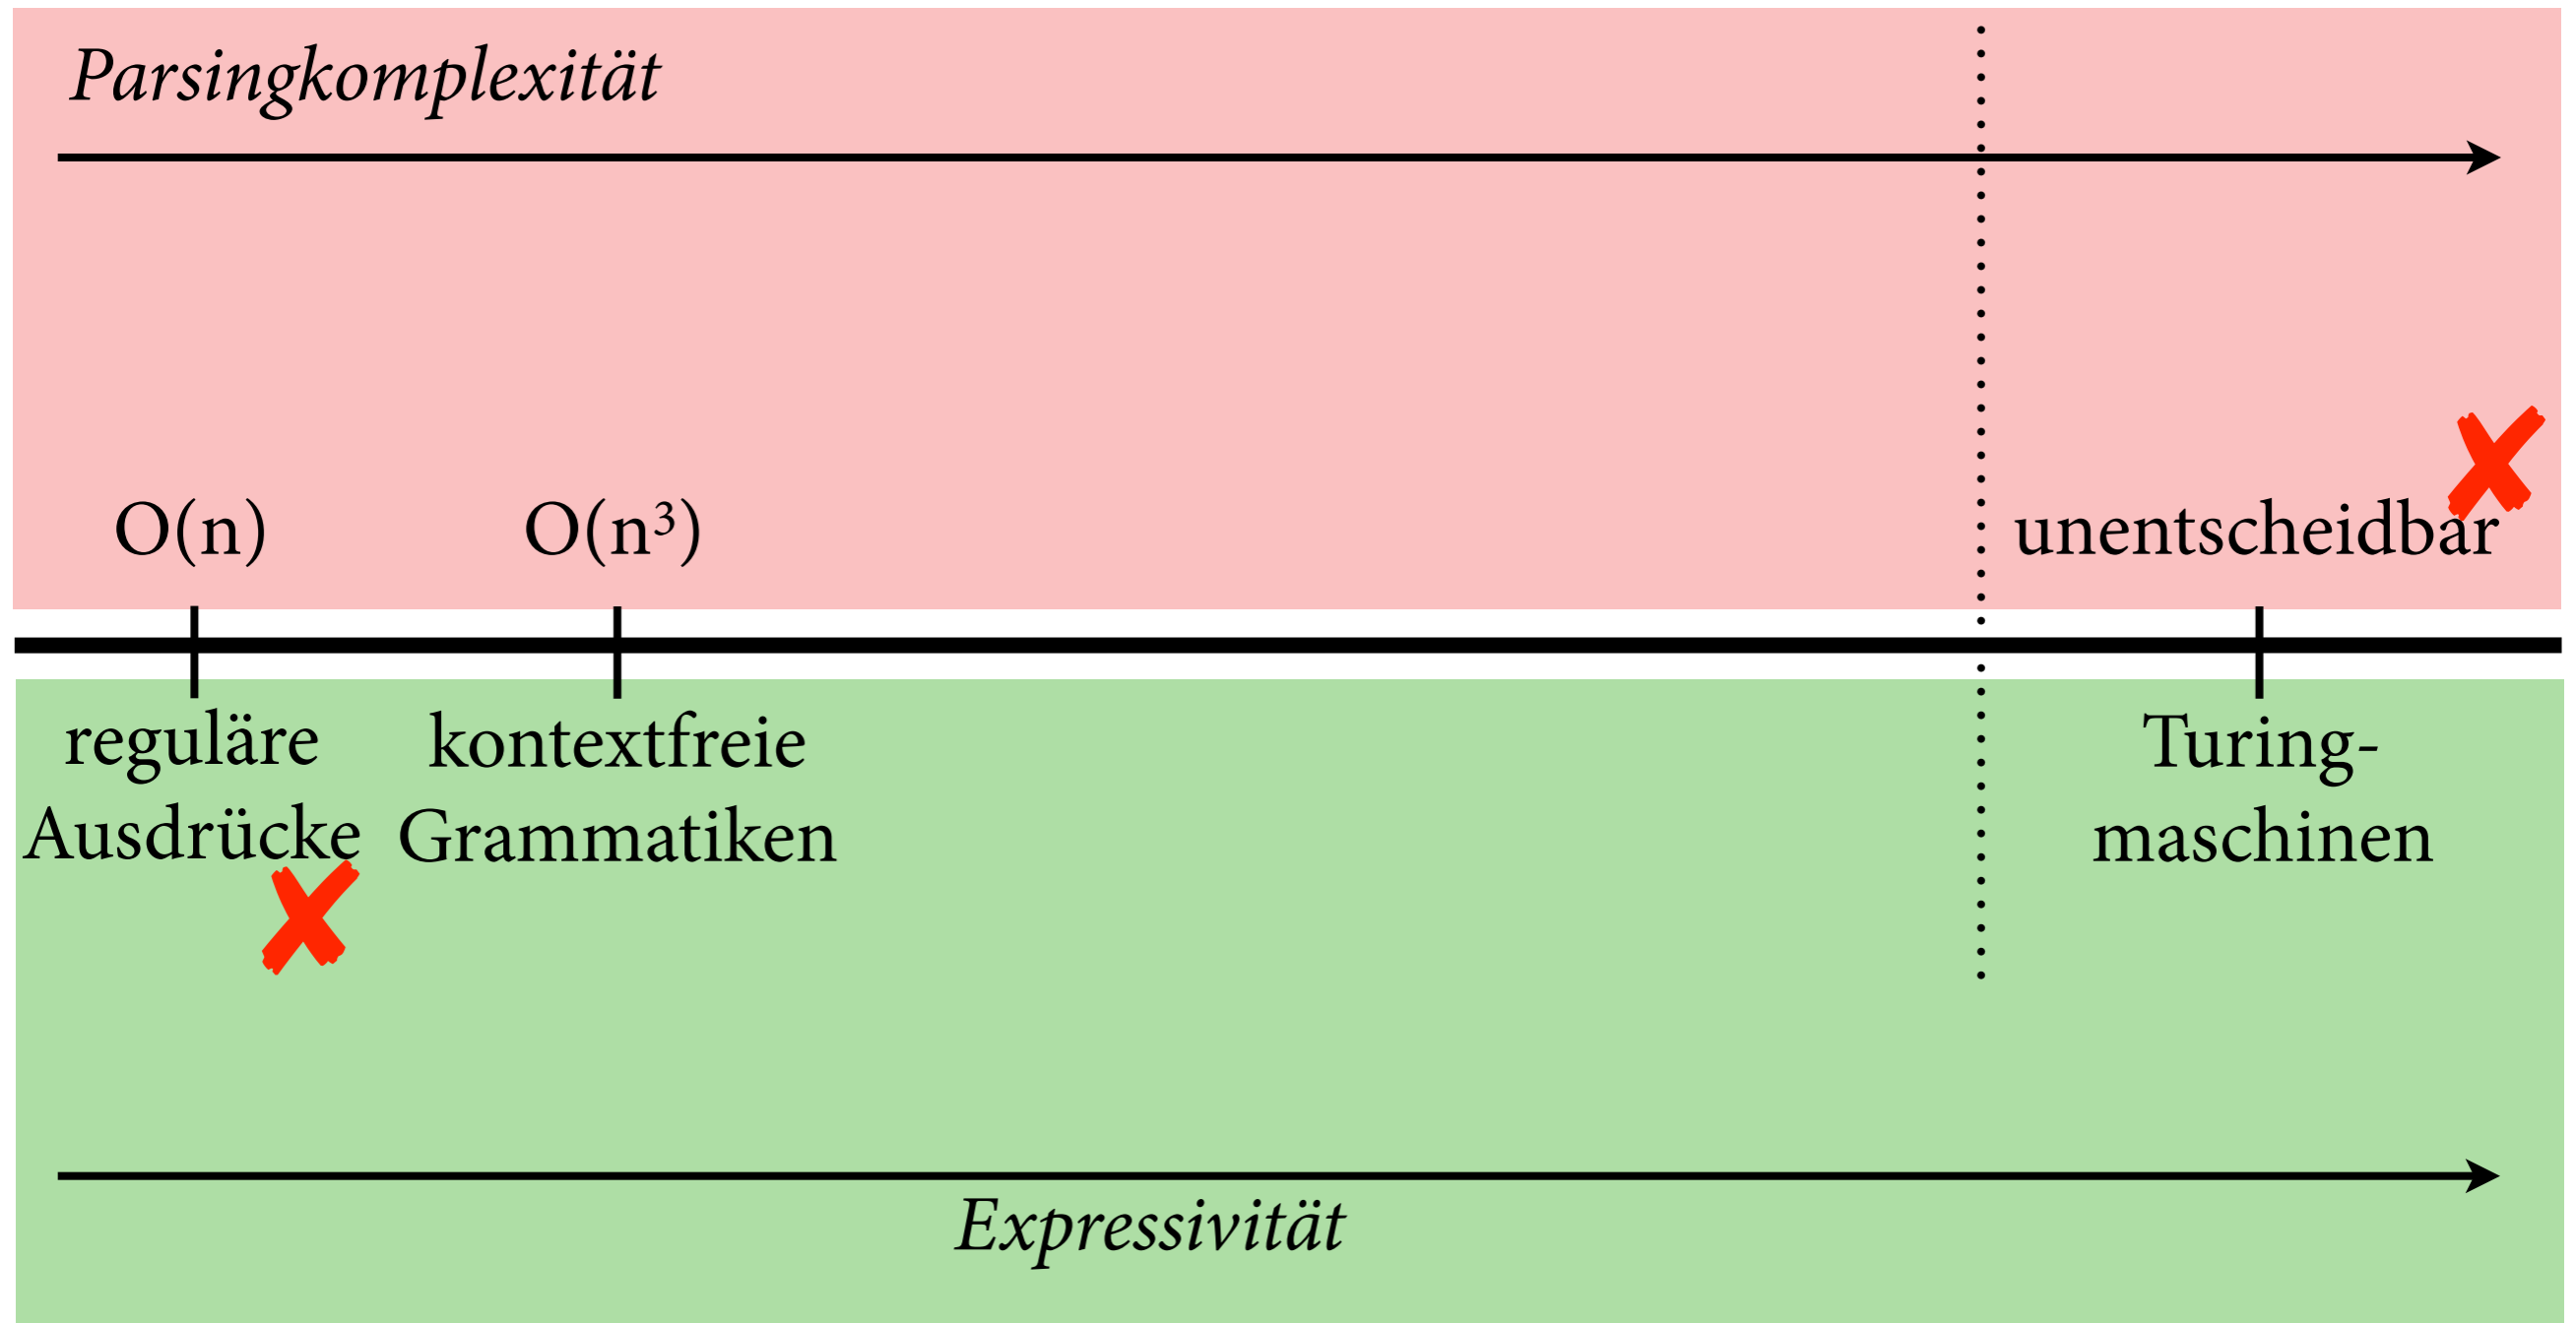 Parsingkomplexität
O(n)
O(n³)
unentscheidbar
reguläre
Ausdrücke
kontextfreie
Grammatiken
Turing-
maschinen
Expressivität